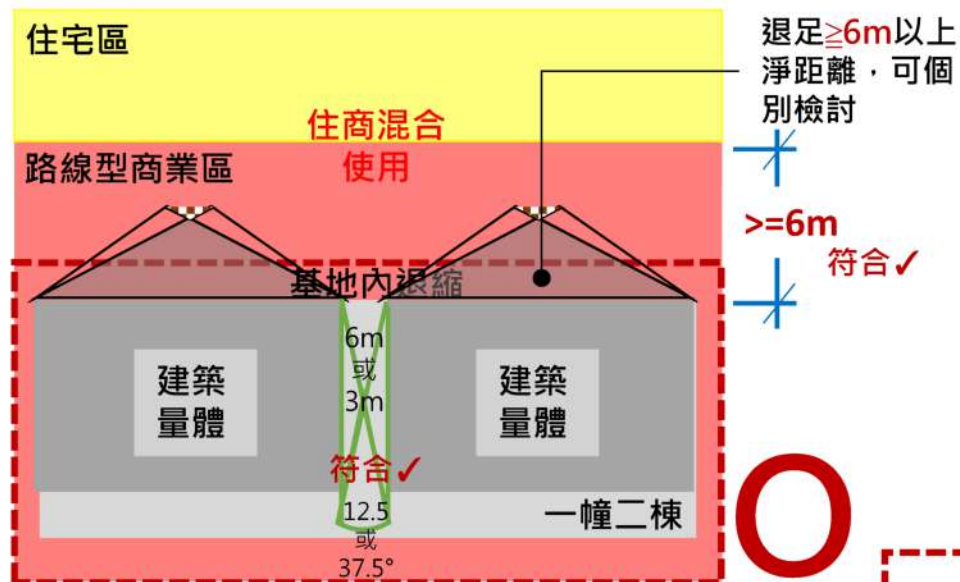 住宅區
退足≧6m以上
淨距離，可個
別檢討
住商混合
使用
路線型商業區
>=6m
符合✓
基地內退縮
6m
或
3m
建築
量體
建築
量體
符合✓
12.5
或
37.5°
一幢二棟
O